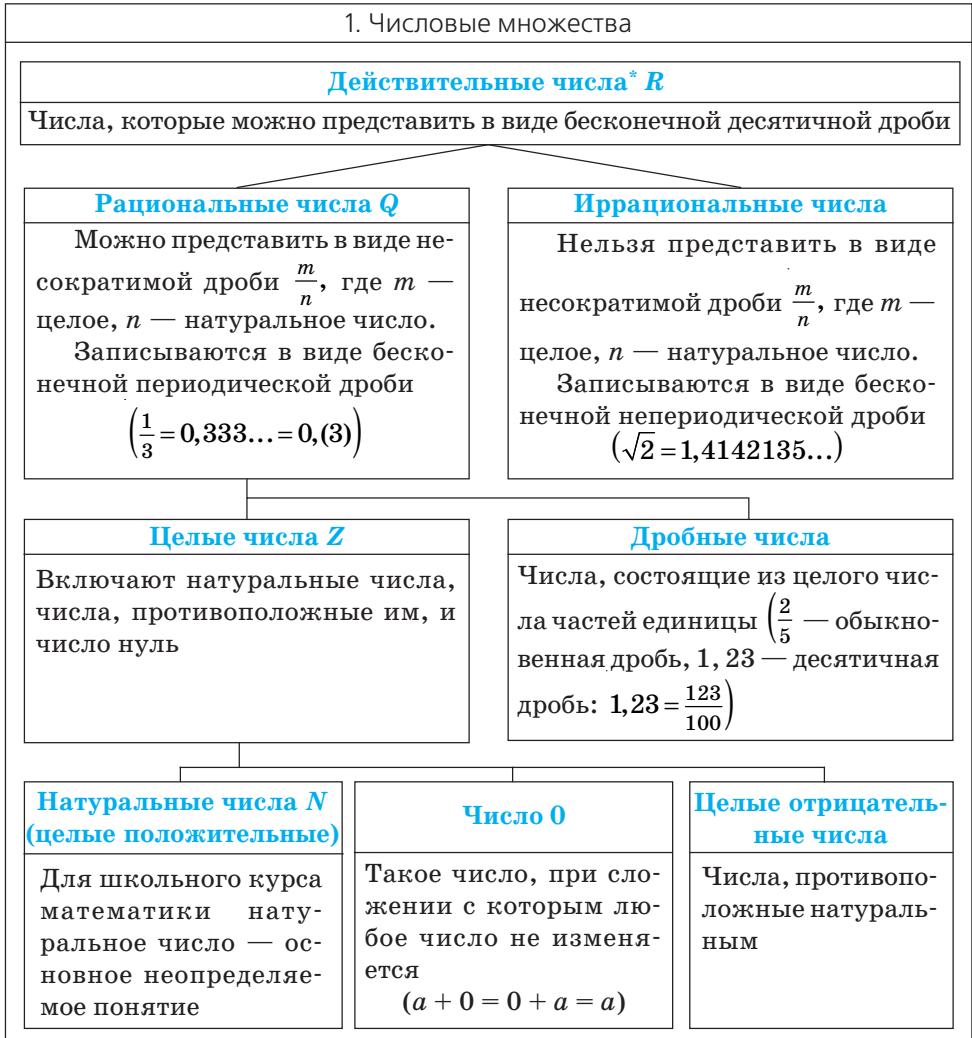 1. Числовые множества
Действительные числа* R
Числа, которые можно представить в виде бесконечной десятичной дроби
Рациональные числа Q
Можно представить в виде не-
сократимой дроби m/n, где m —
целое, n — натуральное число.
Записываются в виде беско-
нечной периодической дроби
(1/3 = 0,333... = 0,(3))
Иррациональные числа
Нельзя представить в виде
несократимой дроби m/n, где m —
целое, n — натуральное число.
Записываются в виде беско-
нечной непериодической дроби
(√2 = 1,4142135...)
Целые числа Z
Включают натуральные числа,
числа, противоположные им, и
число нуль
Дробные числа
Числа, состоящие из целого чис-
ла частей единицы (2/5 — обыкно-
венная дробь, 1, 23 — десятичная
дробь: 1,23 = 123/100)
Натуральные числа N
(целые положительные)
Для школьного курса
математики нату-
ральное число — ос-
новное неопределяе-
мое понятие
Число 0
Такое число, при сло-
жении с которым лю-
бое число не изменя-
ется
(a + 0 = 0 + a = a)
Целые отрицатель-
ные числа
Числа, противопо-
ложные натураль-
ным